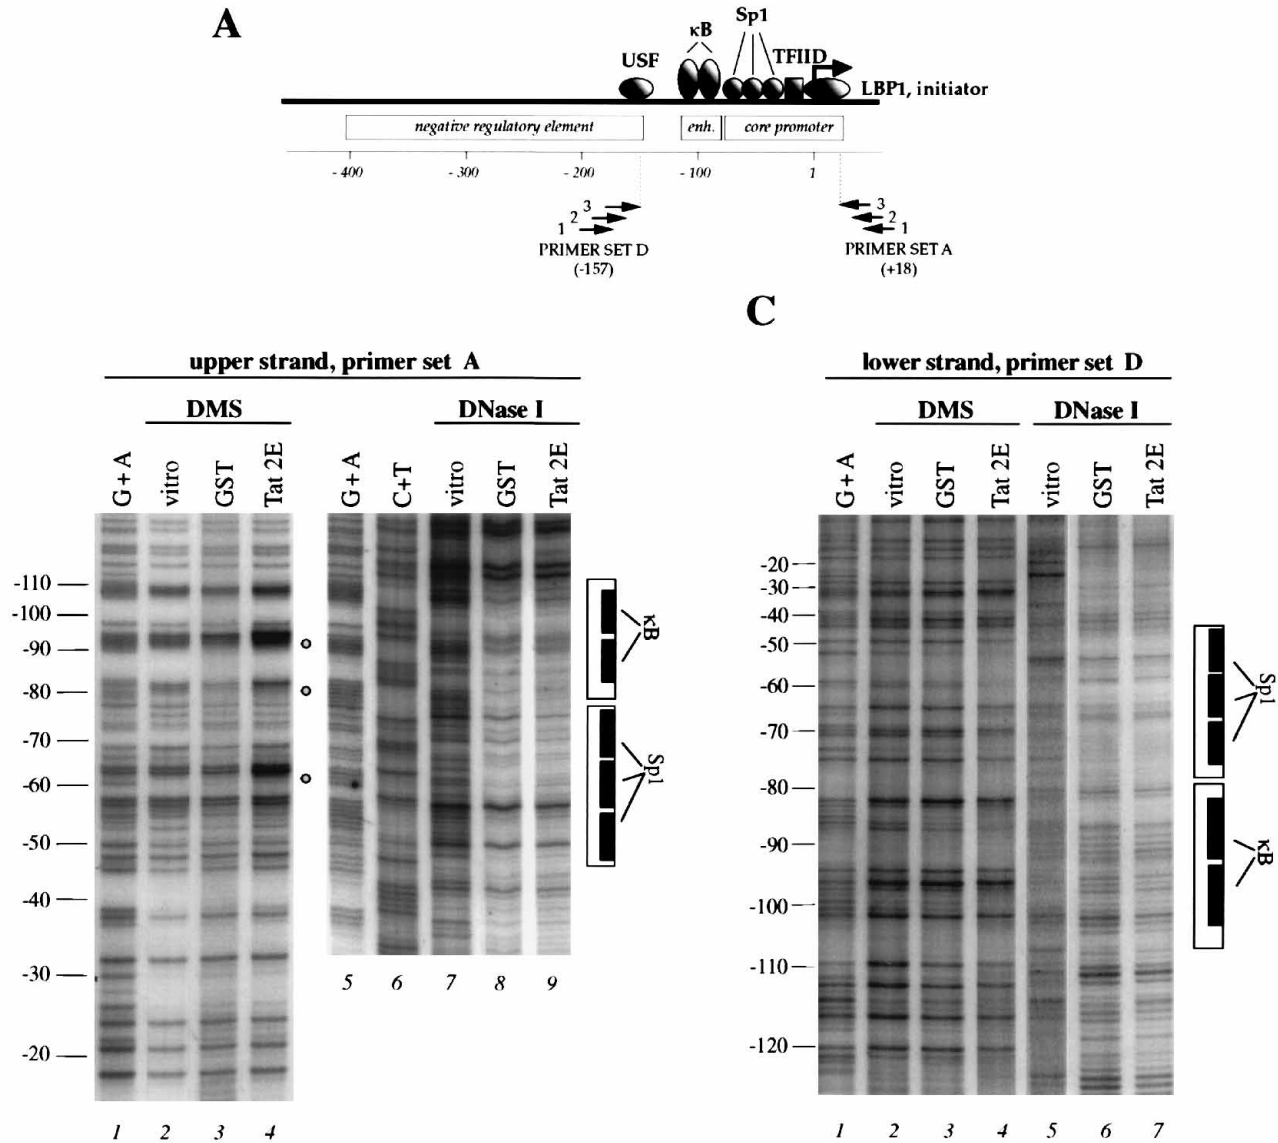 A
Sp1
κB
USF
TFIID
LBP1, initiator
negative regulatory element
enh.
core promoter
- 400
- 300
- 200
- 100
1
3
2
1
PRIMER SET D
(-157)
3
2
1
PRIMER SET A
(+18)
upper strand, primer set A
DMS
DNase I
G+A
vitro
GST
Tat 2E
G+A
C+T
vitro
GST
Tat 2E
-110
-100
-90
-80
-70
-60
-50
-40
-30
-20
κB
Sp1
1 2 3 4
5 6 7 8 9
C
lower strand, primer set D
DMS
DNase I
G+A
vitro
GST
Tat 2E
vitro
GST
Tat 2E
-20
-30
-40
-50
-60
-70
-80
-90
-100
-110
-120
Sp1
κB
1 2 3 4 5 6 7